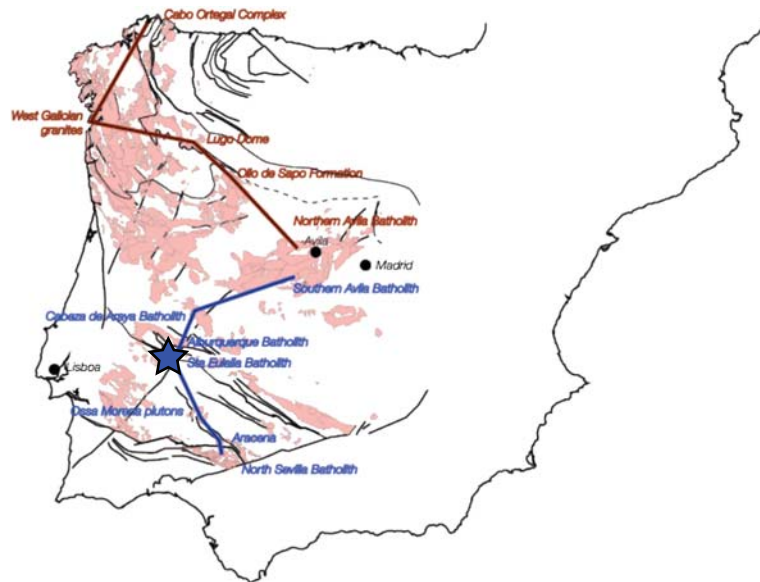 Cabo Ortegal Complex
West Galician
granites
Lugo Dome
Ollo de Sapo Formation
Northern Avila Batholith
Avila
Madrid
Southern Avila Batholith
Cabeza de Araya Batholith
Alburquerque Batholith
Sta Eulalia Batholith
Lisboa
Ossa Morena plutons
Aracena
North Sevilla Batholith